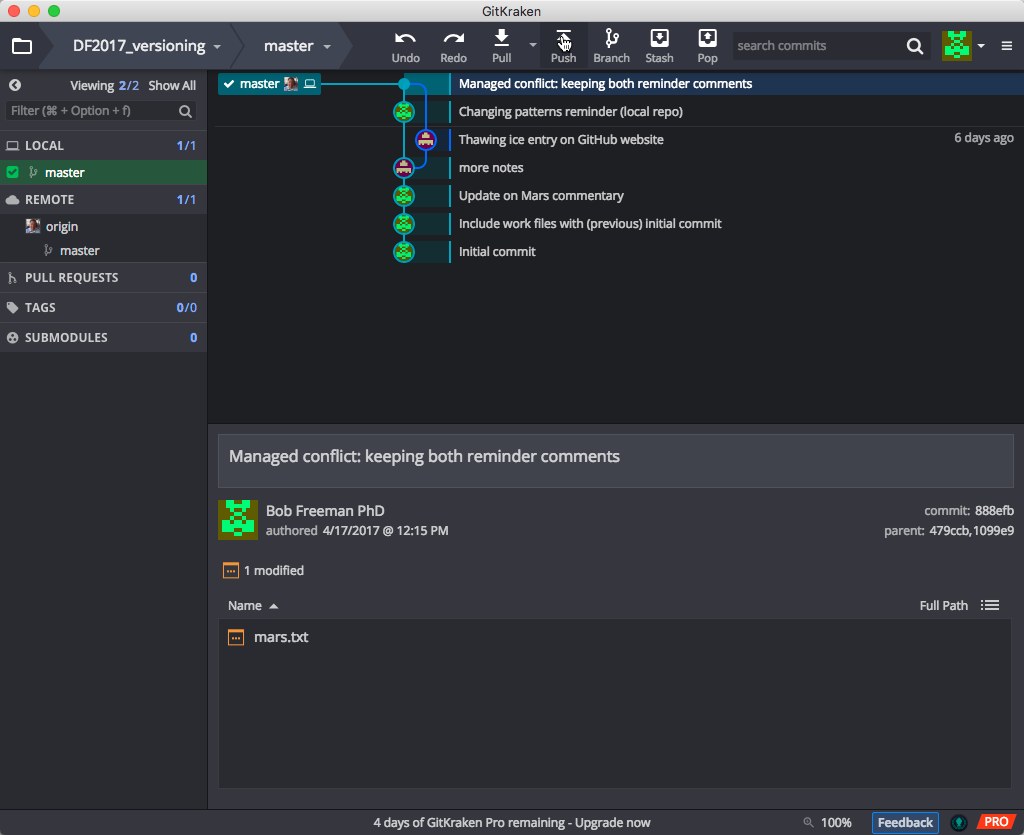 GitKraken
DF2017_versioning
master
Undo
Redo
Pull
Push
Branch
Stash
Pop
search commits
Viewing 2/2 Show All
Filter (⌘ + Option + f)
LOCAL 1/1
master
REMOTE 1/1
origin
master
PULL REQUESTS 0
TAGS 0/0
SUBMODULES 0
master
Managed conflict: keeping both reminder comments
Changing patterns reminder (local repo)
Thawing ice entry on GitHub website 6 days ago
more notes
Update on Mars commentary
Include work files with (previous) initial commit
Initial commit
Managed conflict: keeping both reminder comments
Bob Freeman PhD
authored 4/17/2017 @ 12:15 PM
commit: 888efb
parent: 479ccb,1099e9
1 modified
Name Full Path
mars.txt
4 days of GitKraken Pro remaining - Upgrade now
100%
Feedback
PRO